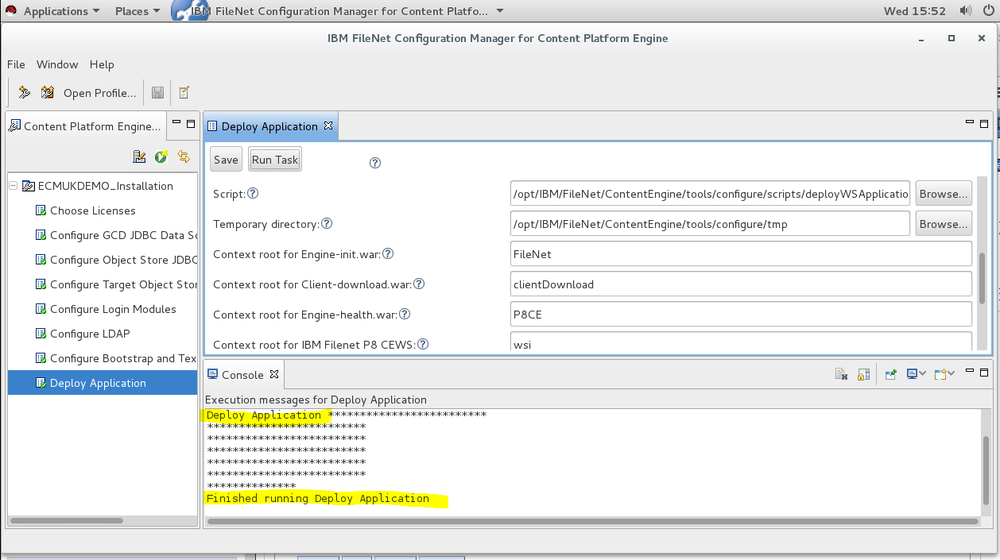 Applications Places IBM FileNet Configuration Manager for Content Platfo... Wed 15:52
IBM FileNet Configuration Manager for Content Platform Engine
File Window Help
Open Profile...
Content Platform Engine...
Deploy Application
Save Run Task
ECMUKDEMO_Installation
Choose Licenses
Configure GCD JDBC Data So
Configure Object Store JDBC
Configure Target Object Stor
Configure Login Modules
Configure LDAP
Configure Bootstrap and Tex
Deploy Application
Script: /opt/IBM/FileNet/ContentEngine/tools/configure/scripts/deployWSApplicatio Browse...
Temporary directory: /opt/IBM/FileNet/ContentEngine/tools/configure/tmp Browse...
Context root for Engine-init.war: FileNet
Context root for Client-download.war: clientDownload
Context root for Engine-health.war: P8CE
Context root for IBM Filenet P8 CEWS: wsi
Console
Execution messages for Deploy Application
Deploy Application *************************
*************************
*************************
*************************
*************************
*************************
**************
Finished running Deploy Application